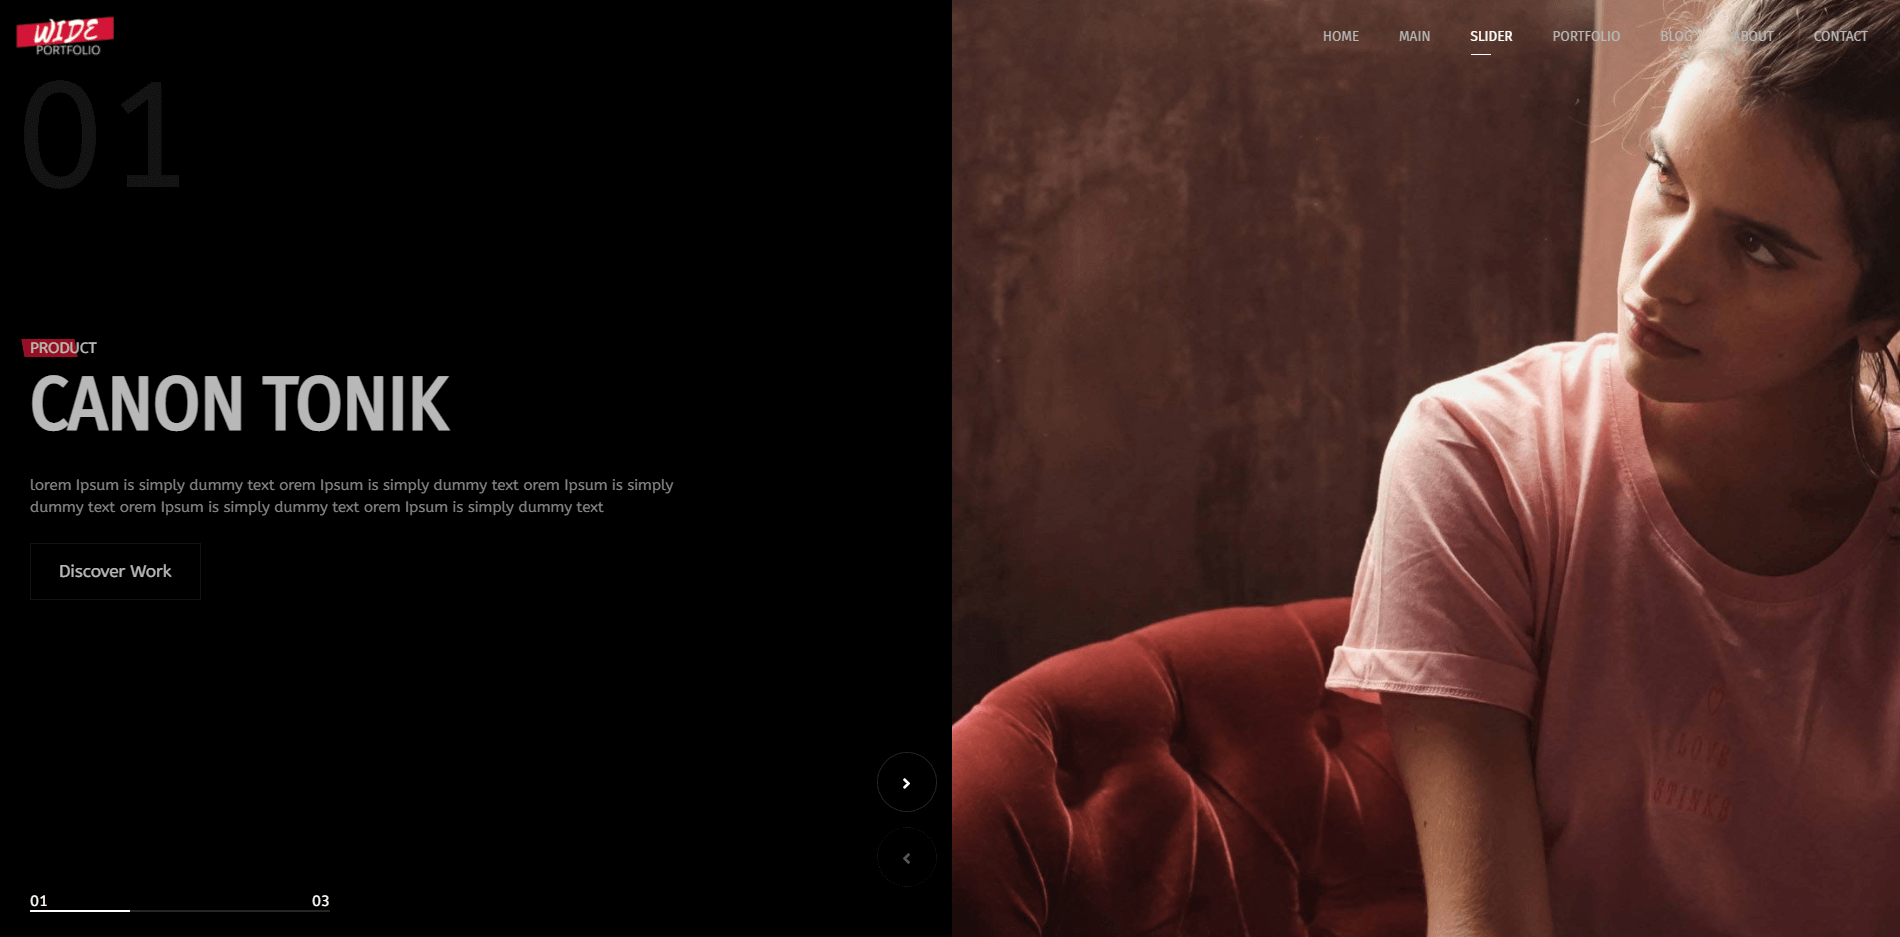 WIDE
PORTFOLIO
HOME MAIN SLIDER PORTFOLIO BLOG ABOUT CONTACT
01
PRODUCT
CANON TONIK
lorem Ipsum is simply dummy text orem Ipsum is simply dummy text orem Ipsum is simply
dummy text orem Ipsum is simply dummy text orem Ipsum is simply dummy text
Discover Work
01 03
STINKS